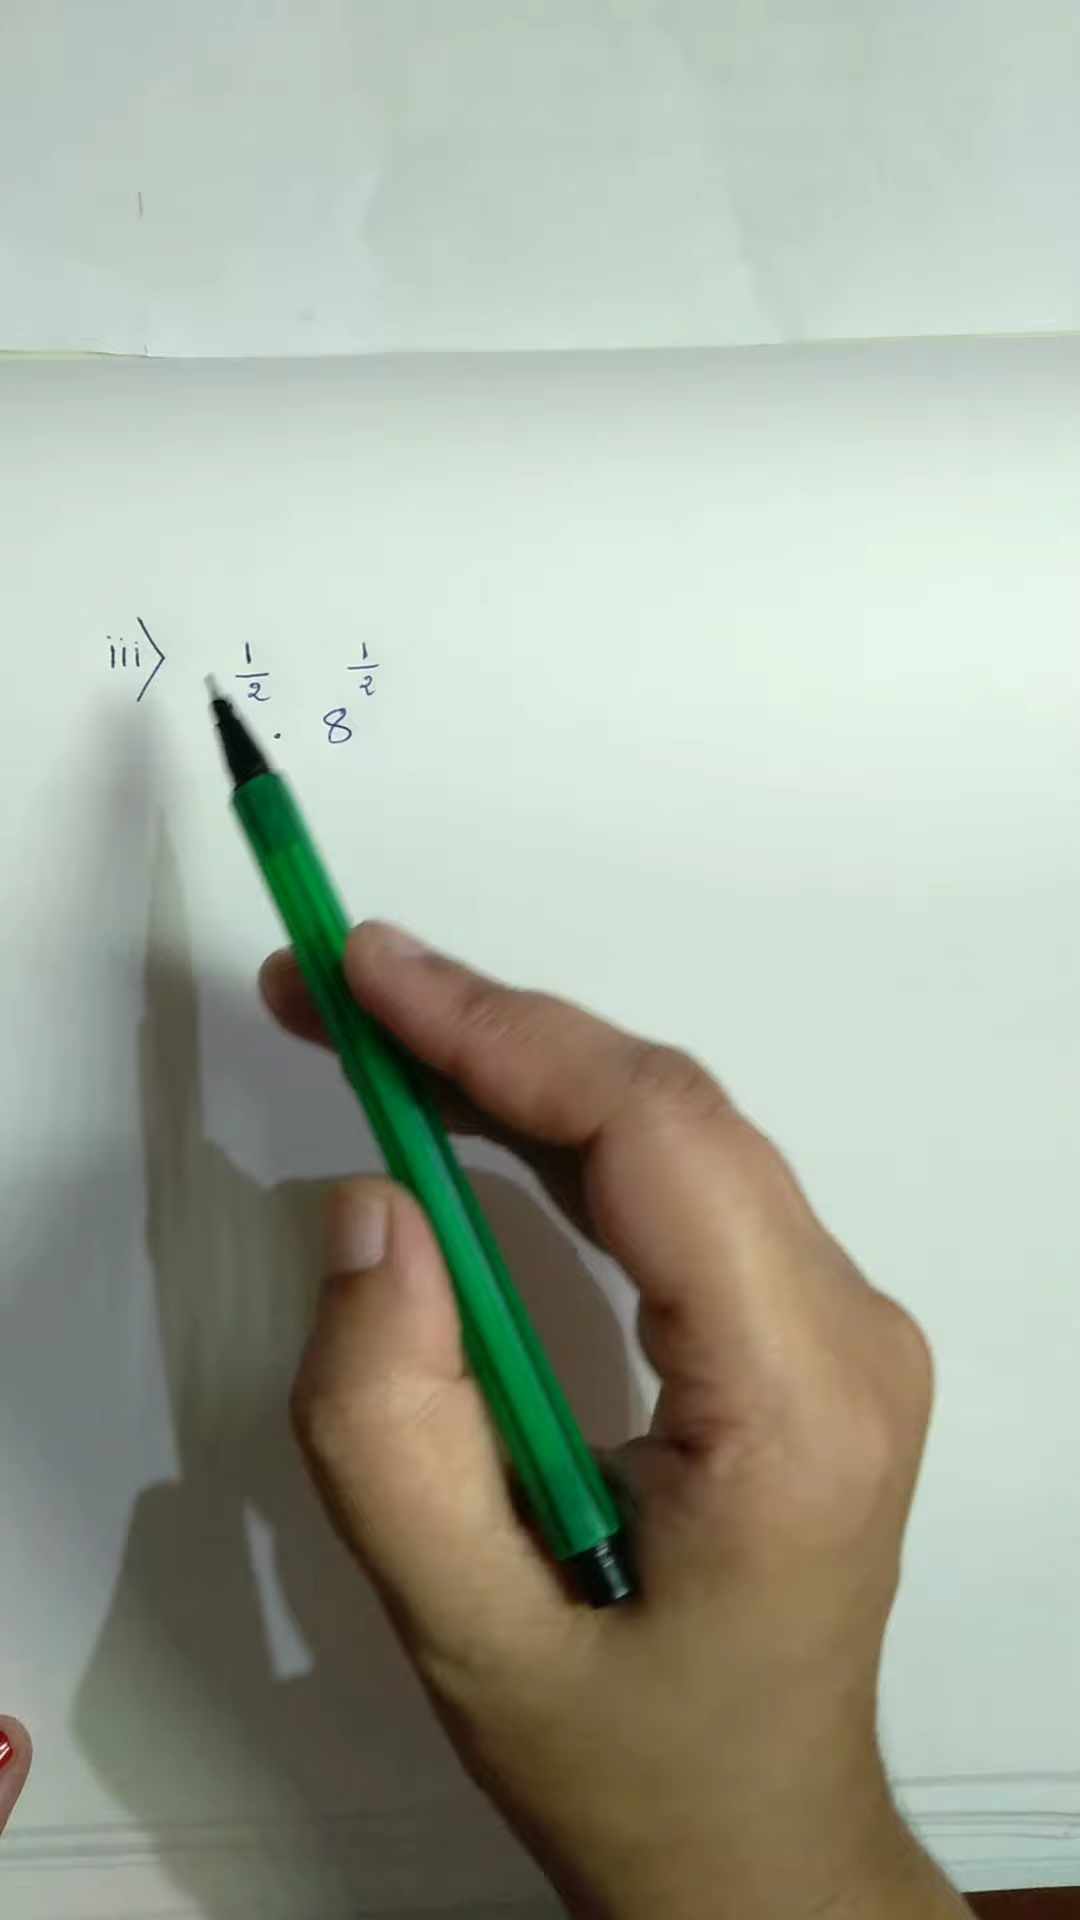 iii> 1/2 1/2
. 8